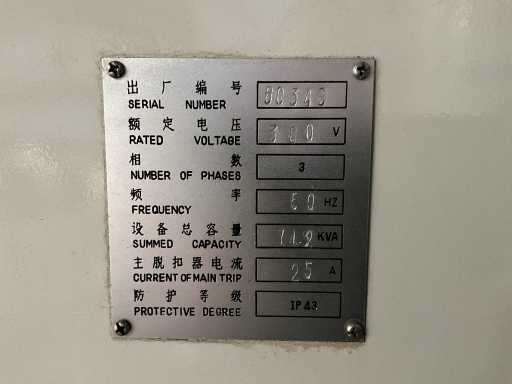 出厂编号
SERIAL NUMBER
额定电压 380 V
RATED VOLTAGE
相数 3
NUMBER OF PHASES
频率 50 HZ
FREQUENCY
设备总容量 KVA
SUMMED CAPACITY
主脱扣器电流 25 A
CURRENT OF MAIN TRIP
防护等级 IP43
PROTECTIVE DEGREE